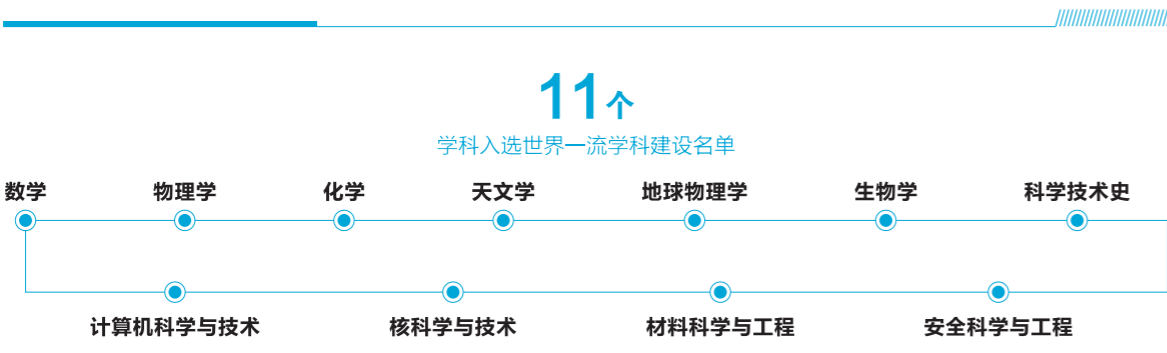 11个
学科入选世界一流学科建设名单
数学 物理学 化学 天文学 地球物理学 生物学 科学技术史
计算机科学与技术 核科学与技术 材料科学与工程 安全科学与工程